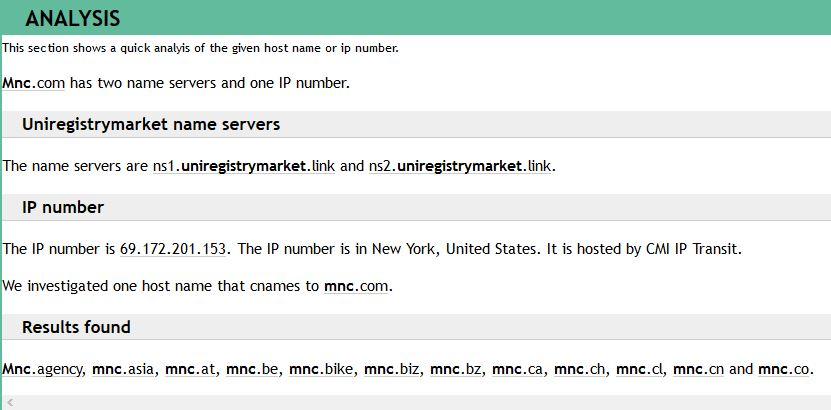 ANALYSIS
This section shows a quick analyis of the given host name or ip number.
Mnc.com has two name servers and one IP number.
Uniregistrymarket name servers
The name servers are ns1.uniregistrymarket.link and ns2.uniregistrymarket.link.
IP number
The IP number is 69.172.201.153. The IP number is in New York, United States. It is hosted by CMI IP Transit.
We investigated one host name that cnames to mnc.com.
Results found
Mnc.agency, mnc.asia, mnc.at, mnc.be, mnc.bike, mnc.biz, mnc.bz, mnc.ca, mnc.ch, mnc.cl, mnc.cn and mnc.co.